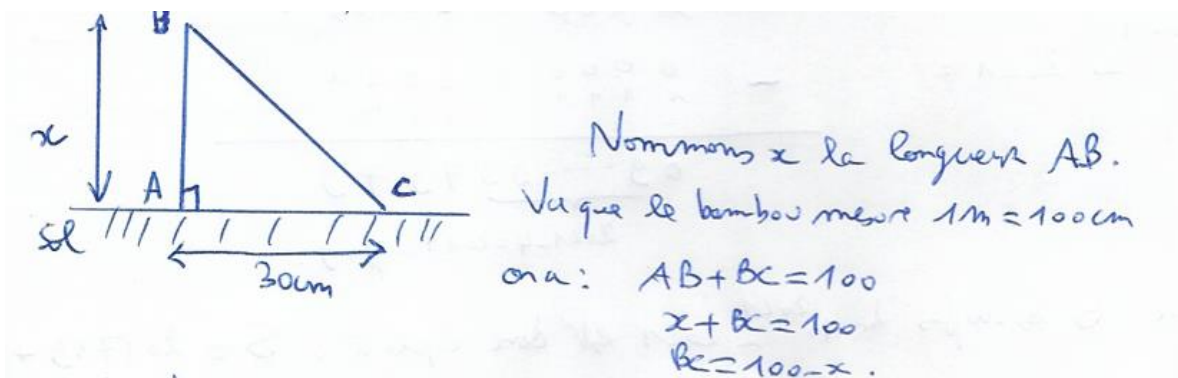 B
x
A
C
sol
30cm
Nommons x la longueur AB.
Vu que le bambou mesure 1m = 100cm
on a : AB + BC = 100
x + BC = 100
BC = 100 - x.